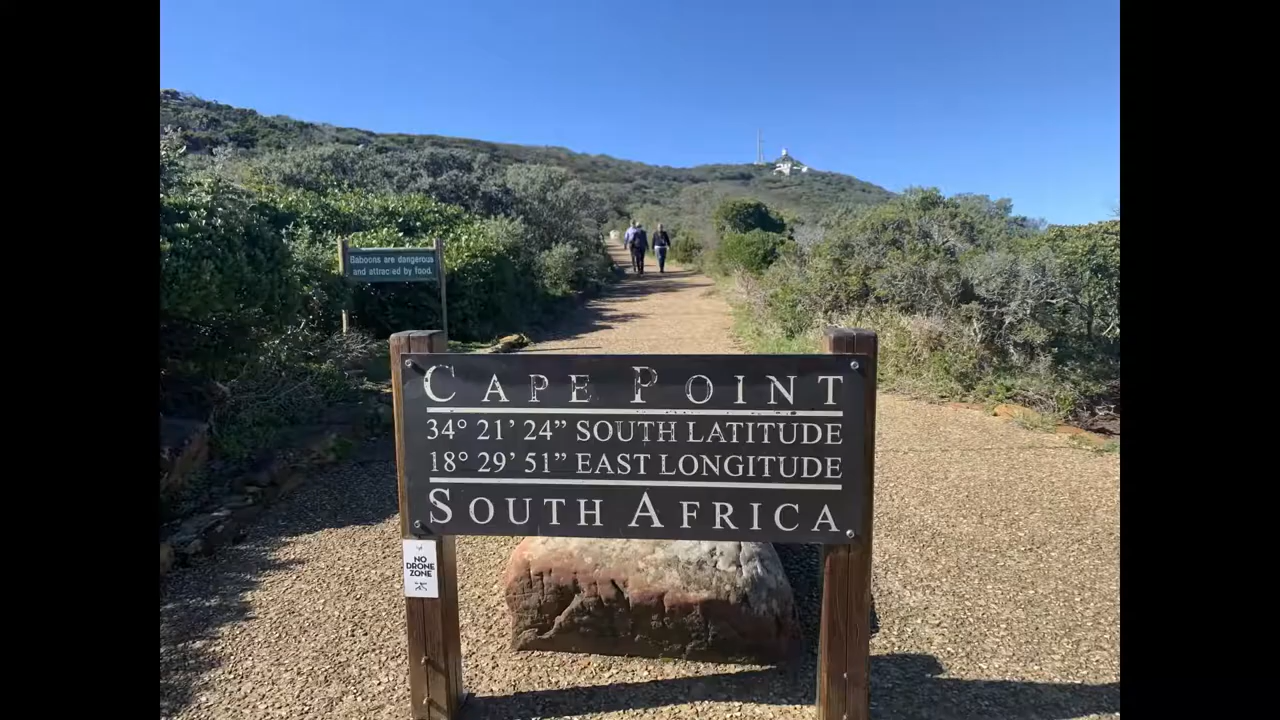 Baboons are dangerous
and attracted by food.
CAPE POINT
34° 21' 24" SOUTH LATITUDE
18° 29' 51" EAST LONGITUDE
SOUTH AFRICA
NO
DRONE
ZONE